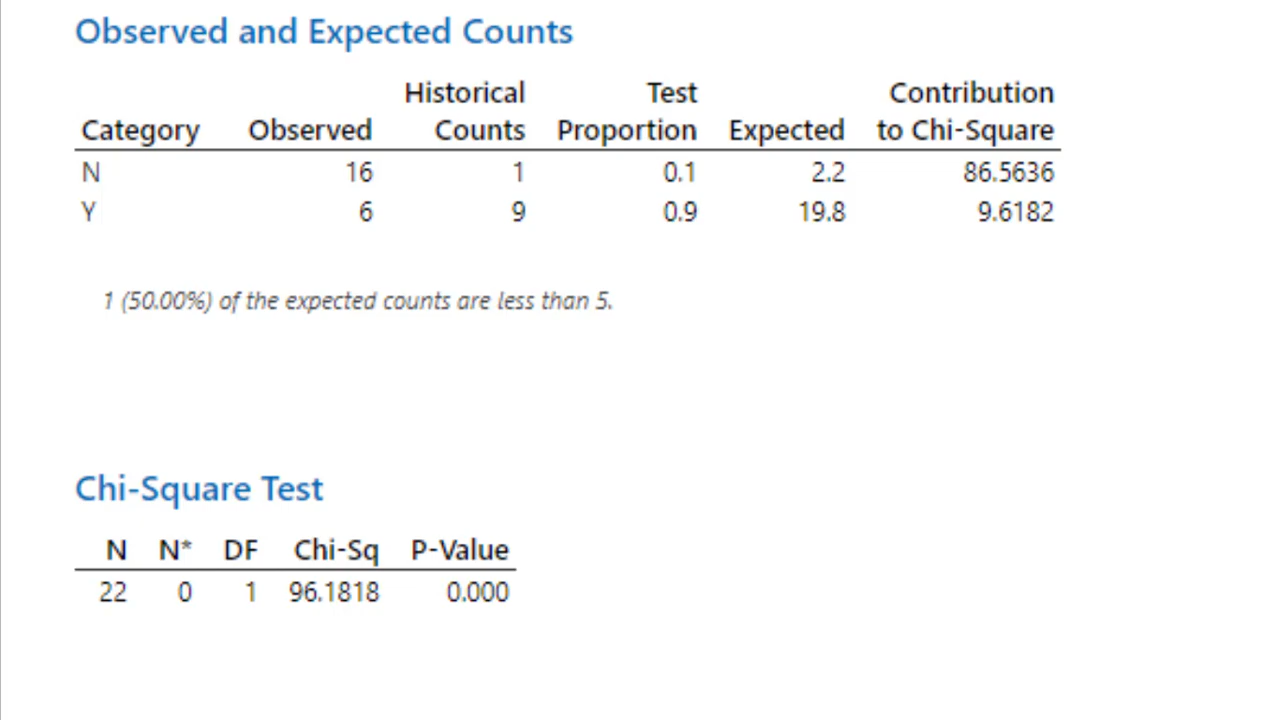 Observed and Expected Counts
Historical Test Contribution
Category Observed Counts Proportion Expected to Chi-Square
N 16 1 0.1 2.2 86.5636
Y 6 9 0.9 19.8 9.6182
1 (50.00%) of the expected counts are less than 5.
Chi-Square Test
N N* DF Chi-Sq P-Value
22 0 1 96.1818 0.000